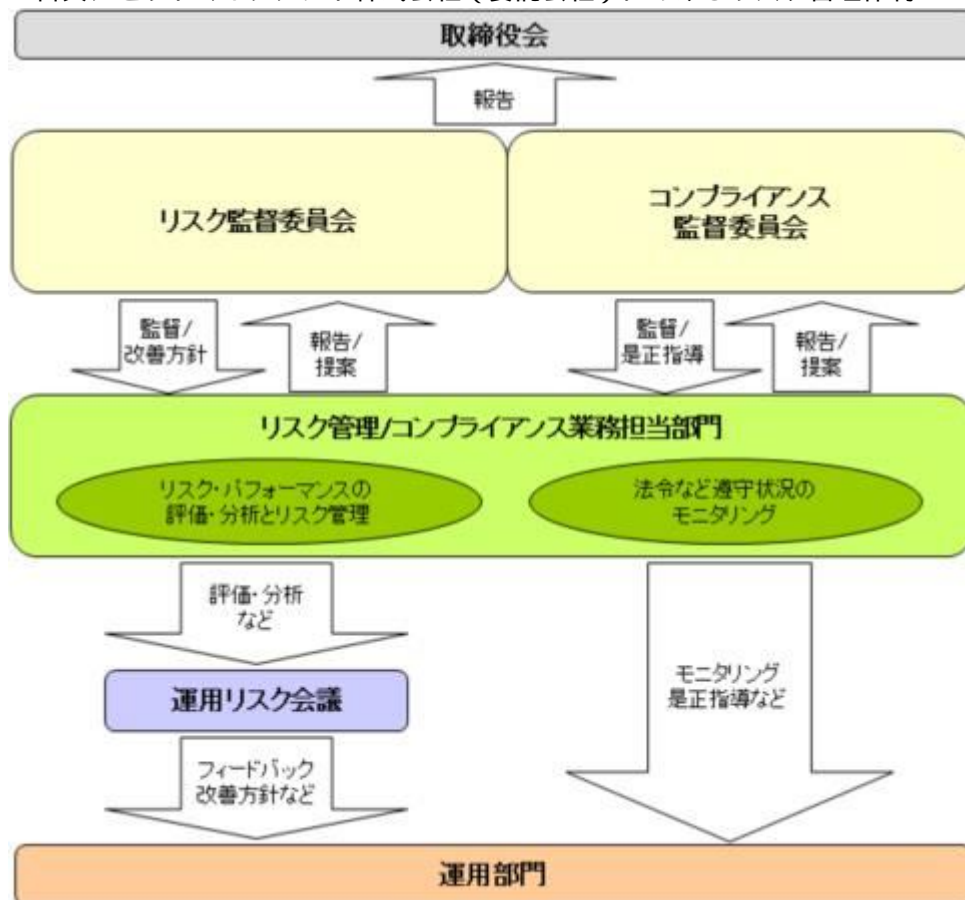 取締役会
報告
リスク監督委員会
コンプライアンス
監督委員会
監督/
改善方針
報告/
提案
監督/
是正指導
報告/
提案
リスク管理/コンプライアンス業務担当部門
リスク・パフォーマンスの
評価・分析とリスク管理
法令など遵守状況の
モニタリング
評価・分析
など
運用リスク会議
モニタリング
是正指導など
フィードバック
改善方針など
運用部門